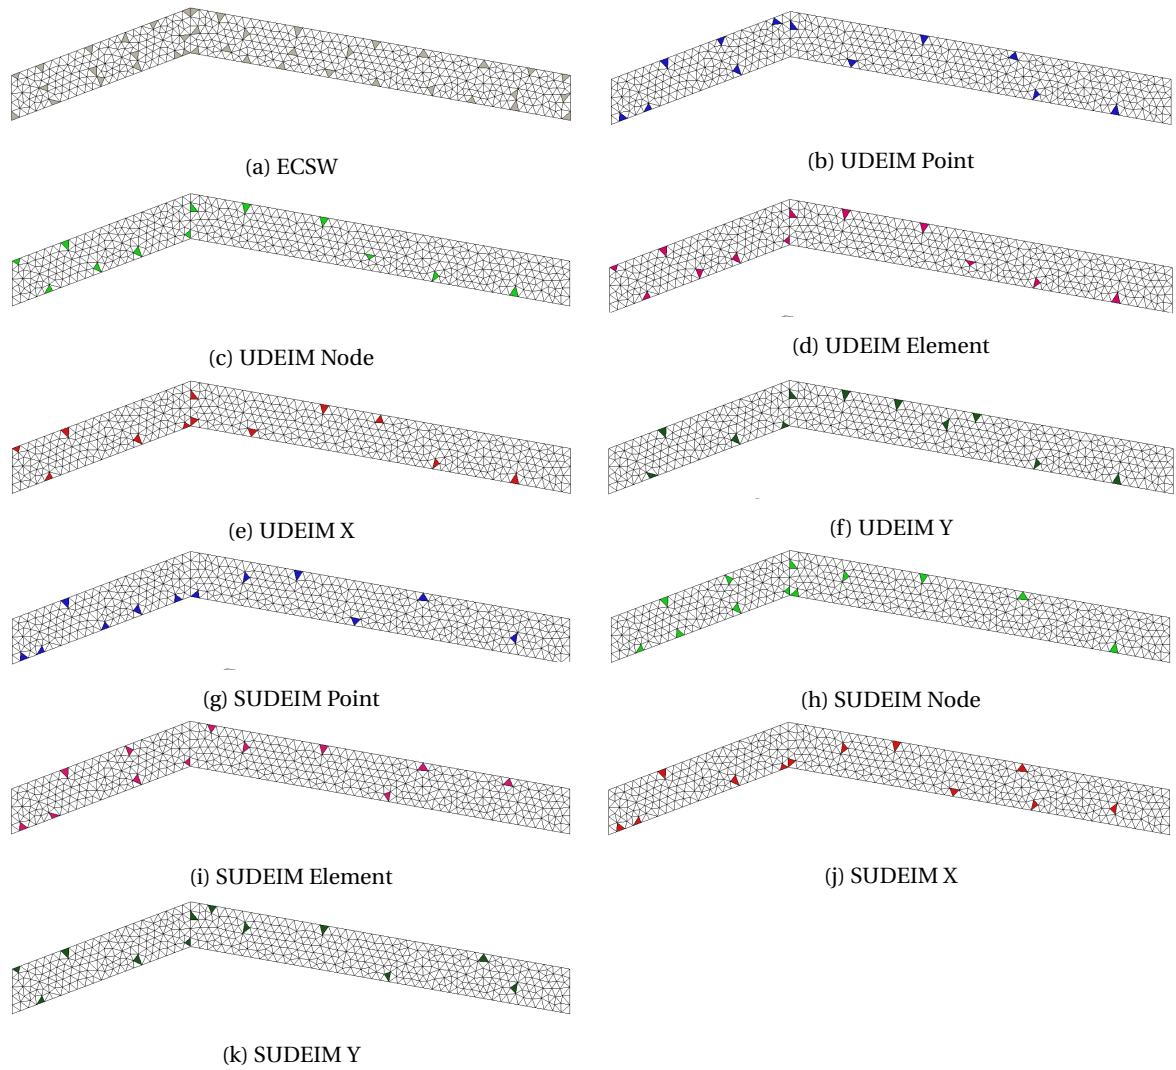 (a) ECSW
(b) UDEIM Point
(c) UDEIM Node
(d) UDEIM Element
(e) UDEIM X
(f) UDEIM Y
(g) SUDEIM Point
(h) SUDEIM Node
(i) SUDEIM Element
(j) SUDEIM X
(k) SUDEIM Y